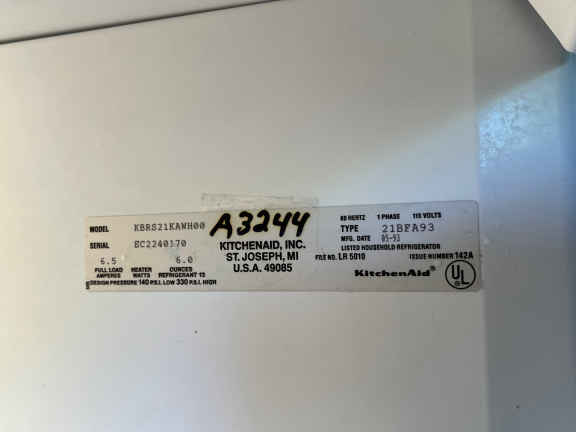 MODEL KBRS21KAWH00
SERIAL EC2240170
6.5 6.0
FULL LOAD AMPERES HEATER WATTS OUNCES REFRIGERANT 12
DESIGN PRESSURE 140 P.S.I. LOW 330 P.S.I. HIGH
A3244
KITCHENAID, INC.
ST. JOSEPH, MI
U.S.A. 49085
60 HERTZ 1 PHASE 115 VOLTS
TYPE 21BFA93
MFG. DATE 05-93
LISTED HOUSEHOLD REFRIGERATOR
FILE NO. LR 5010 ISSUE NUMBER 142A
KitchenAid
UL